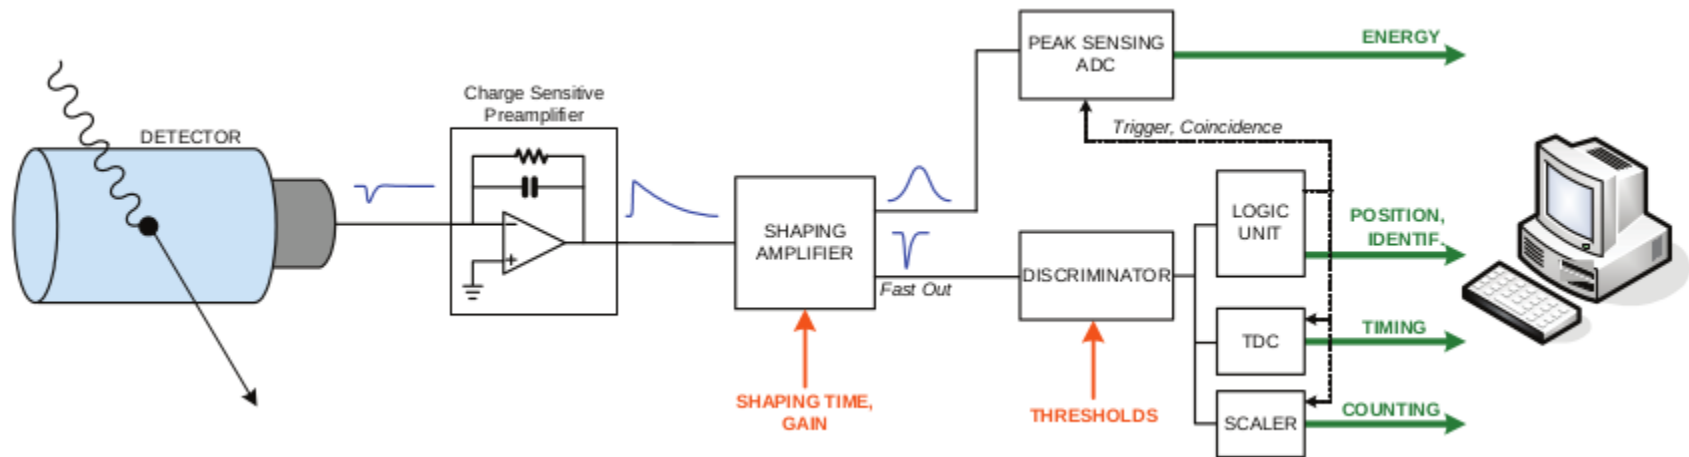 DETECTOR
Charge Sensitive
Preamplifier
SHAPING
AMPLIFIER
SHAPING TIME,
GAIN
Fast Out
PEAK SENSING
ADC
ENERGY
Trigger, Coincidence
DISCRIMINATOR
THRESHOLDS
LOGIC
UNIT
POSITION,
IDENTIF.
TDC
TIMING
SCALER
COUNTING